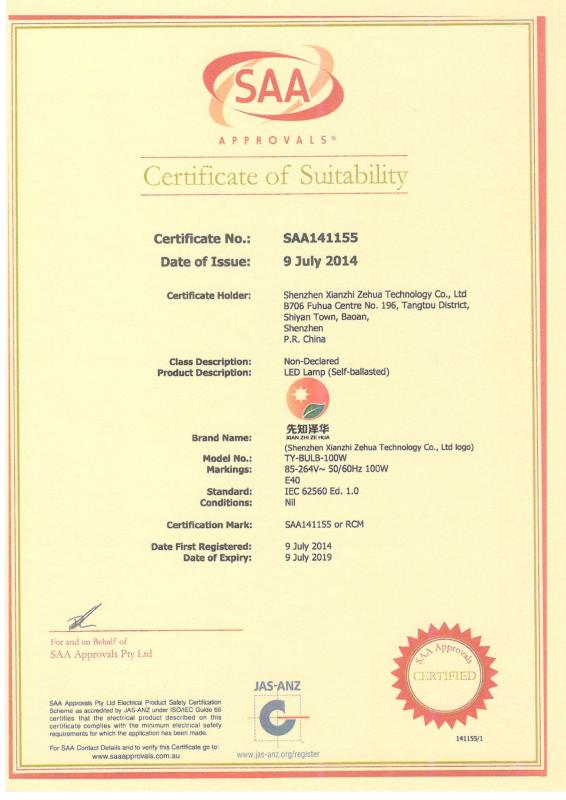 SAA
APPROVALS®
Certificate of Suitability
Certificate No.: SAA141155
Date of Issue: 9 July 2014
Certificate Holder: Shenzhen Xianzhi Zehua Technology Co., Ltd
B706 Fuhua Centre No. 196, Tangtou District,
Shiyan Town, Baoan,
Shenzhen
P.R. China
Class Description: Non-Declared
Product Description: LED Lamp (Self-ballasted)
先知泽华
XIAN ZHI ZE HUA
Brand Name:
(Shenzhen Xianzhi Zehua Technology Co., Ltd logo)
Model No.: TY-BULB-100W
Markings: 85-264V~ 50/60Hz 100W
E40
Standard: IEC 62560 Ed. 1.0
Conditions: Nil
Certification Mark: SAA141155 or RCM
Date First Registered: 9 July 2014
Date of Expiry: 9 July 2019
For and on Behalf of
SAA Approvals Pty Ltd
SAA Approvals
CERTIFIED
141155/1
JAS-ANZ
www.jas-anz.org/register
SAA Approvals Pty Ltd Electrical Product Safety Certification
Scheme as accredited by JAS-ANZ under ISO/IEC Guide 65
certifies that the electrical product described on this
certificate complies with the minimum electrical safety
requirements for which the application has been made.
For SAA Contact Details and to verify this Certificate go to:
www.saaapprovals.com.au